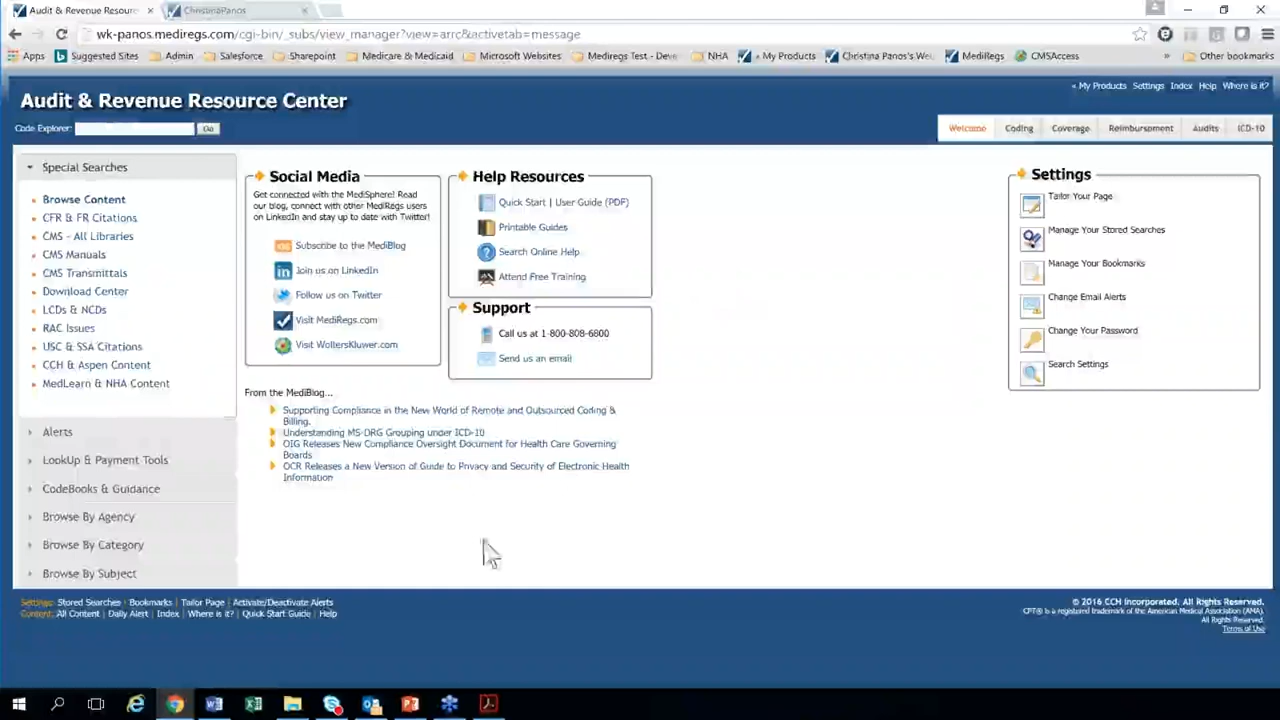 Audit & Revenue Resourc
ChristinaPanos
wk-panos.mediregs.com/cgi-bin/_subs/view_manager?view=arrc&activetab=message
Apps
Suggested Sites
Admin
Salesforce
Sharepoint
Medicare & Medicaid
Microsoft Websites
Mediregs Test - Deve
NHA
« My Products
Christina Panos's We
MediRegs
CMSAccess
»
Other bookmarks
Audit & Revenue Resource Center
« My Products Settings Index Help Where is it?
Code Explorer: Go
Welcome Coding Coverage Reimbursement Audits ICD-10
Special Searches
Browse Content
CFR & FR Citations
CMS - All Libraries
CMS Manuals
CMS Transmittals
Download Center
LCDs & NCDs
RAC Issues
USC & SSA Citations
CCH & Aspen Content
MedLearn & NHA Content
Alerts
LookUp & Payment Tools
CodeBooks & Guidance
Browse By Agency
Browse By Category
Browse By Subject
Social Media
Get connected with the MediSphere! Read
our blog, connect with other MediRegs users
on LinkedIn and stay up to date with Twitter!
Subscribe to the MediBlog
Join us on LinkedIn
Follow us on Twitter
Visit MediRegs.com
Visit WoltersKluwer.com
Help Resources
Quick Start | User Guide (PDF)
Printable Guides
Search Online Help
Attend Free Training
Support
Call us at 1-800-808-6800
Send us an email
From the MediBlog...
Supporting Compliance in the New World of Remote and Outsourced Coding &
Billing.
Understanding MS-DRG Grouping under ICD-10
OIG Releases New Compliance Oversight Document for Health Care Governing
Boards
OCR Releases a New Version of Guide to Privacy and Security of Electronic Health
Information
Settings
Tailor Your Page
Manage Your Stored Searches
Manage Your Bookmarks
Change Email Alerts
Change Your Password
Search Settings
Settings: Stored Searches | Bookmarks | Tailor Page | Activate/Deactivate Alerts
Content: All Content | Daily Alert | Index | Where is it? | Quick Start Guide | Help
© 2016 CCH Incorporated. All Rights Reserved.
CPT® is a registered trademark of the American Medical Association (AMA).
All Rights Reserved.
Terms of Use